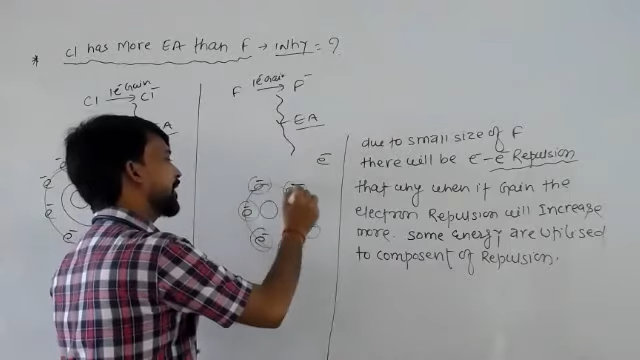 * Cl has More EA than F → Why = ?
Cl 1e⁻ Gain → Cl⁻
F 1e⁻ Gain → F⁻
A
EA
e⁻
e⁻ e⁻
e⁻ e⁻
e⁻ e⁻
due to small size of F
there will be e⁻-e⁻ Repulsion
that why when it Gain the
electron Repulsion will Increase
more. Some Energy are Utilised
to component of Repulsion.